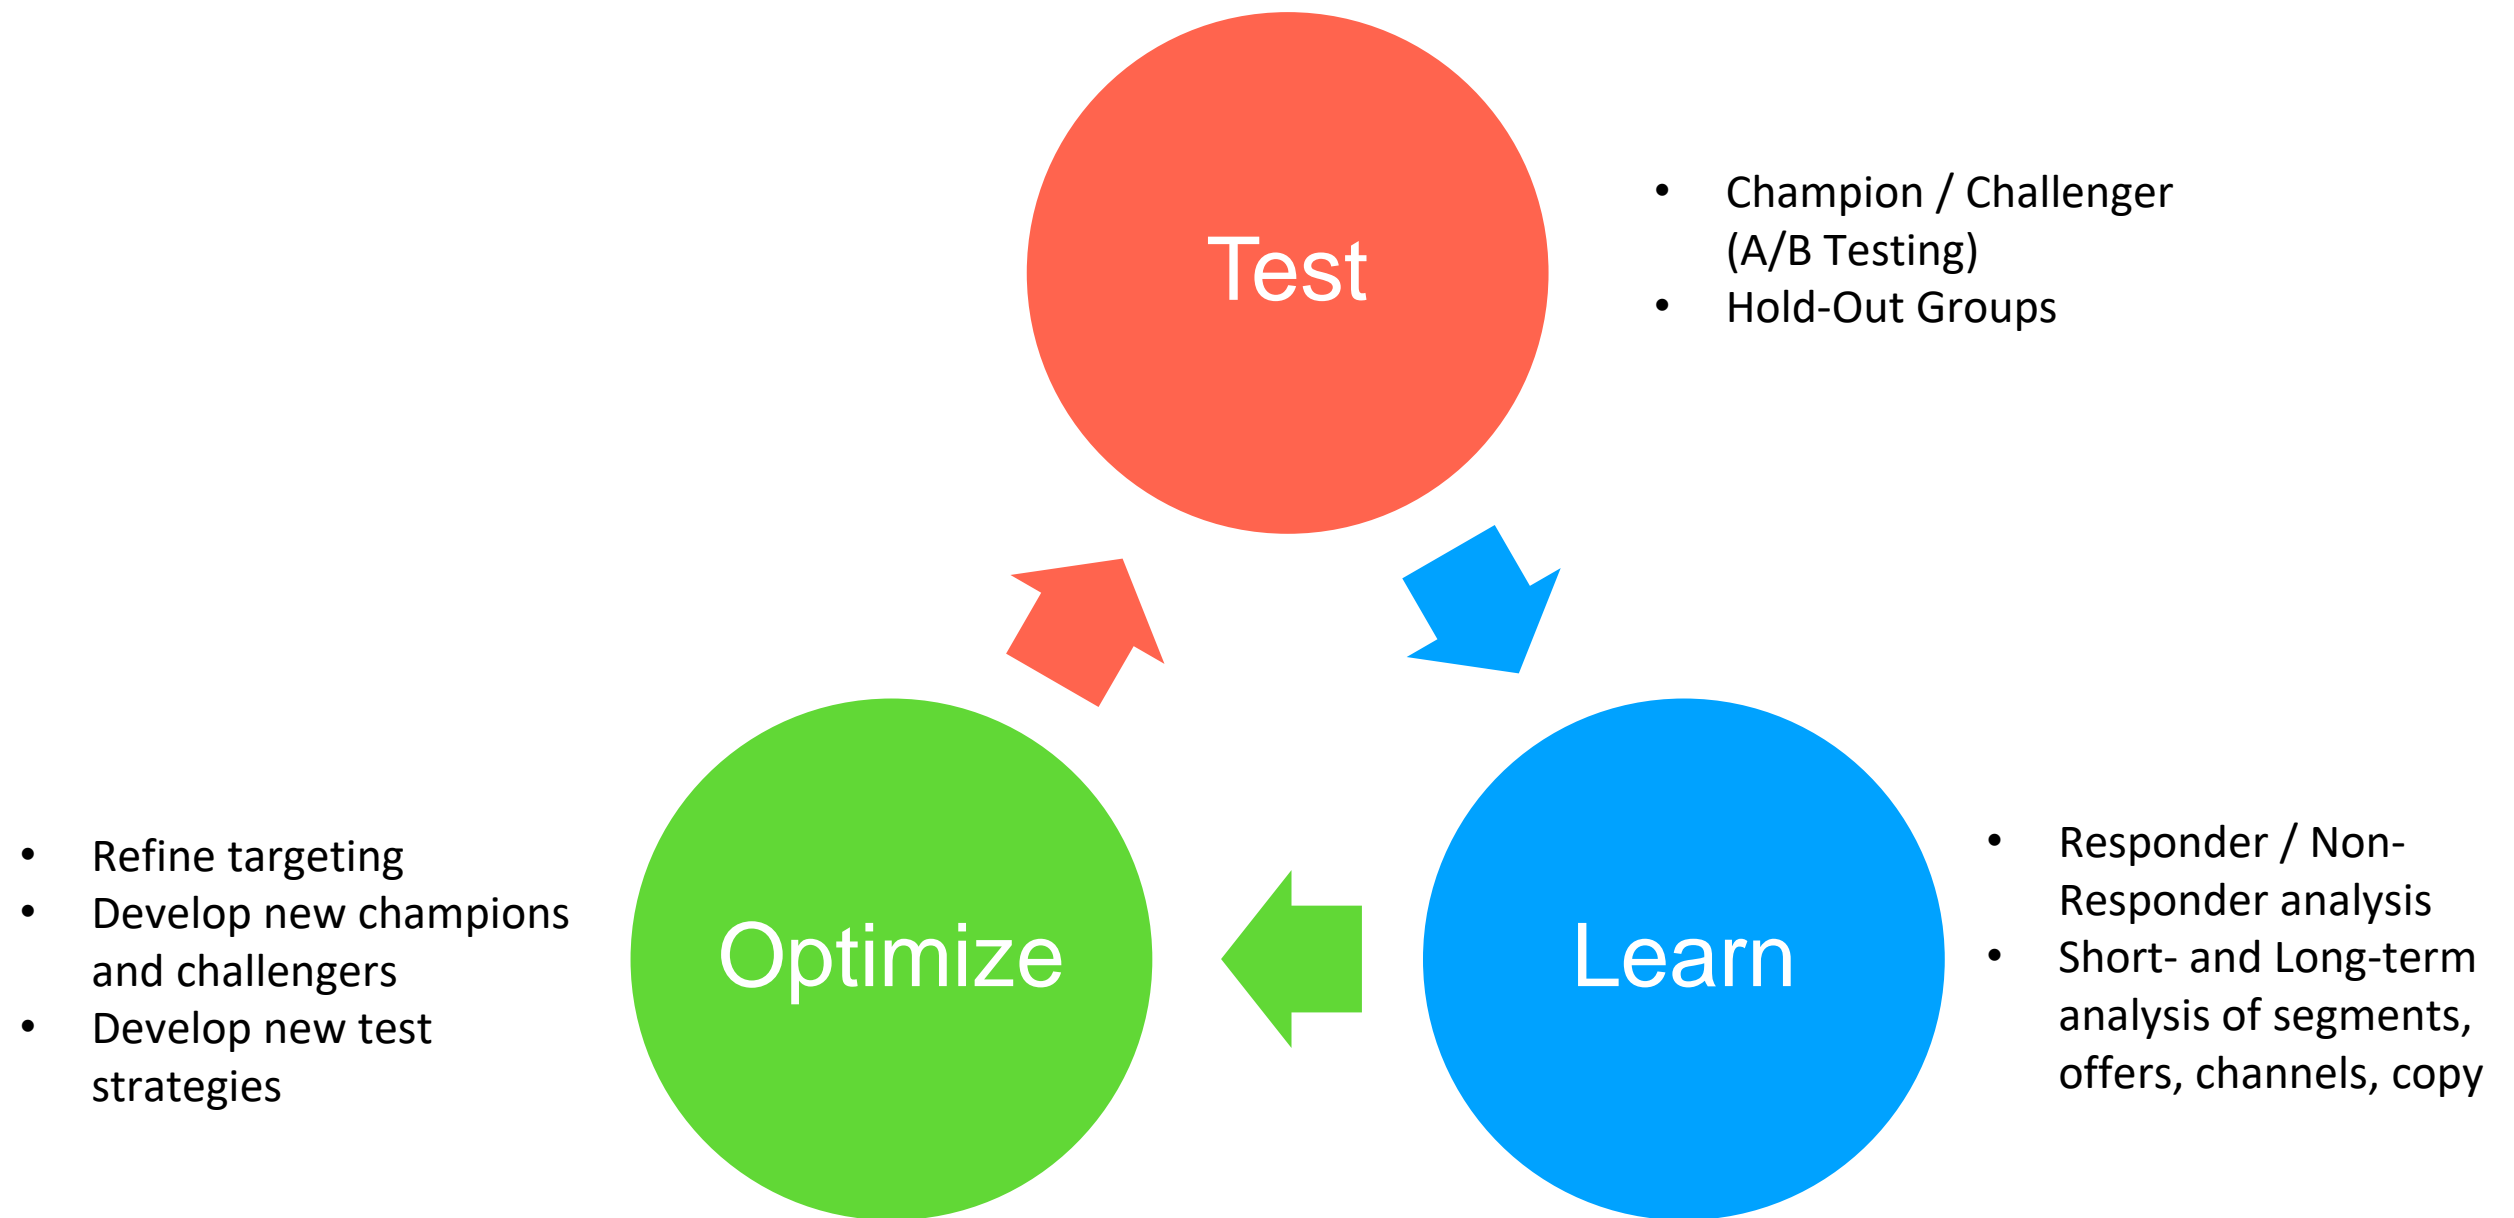 Test
• Champion / Challenger
(A/B Testing)
• Hold-Out Groups
Learn
• Responder / Non-
Responder analysis
• Short- and Long-term
analysis of segments,
offers, channels, copy
Optimize
• Refine targeting
• Develop new champions
and challengers
• Develop new test
strategies